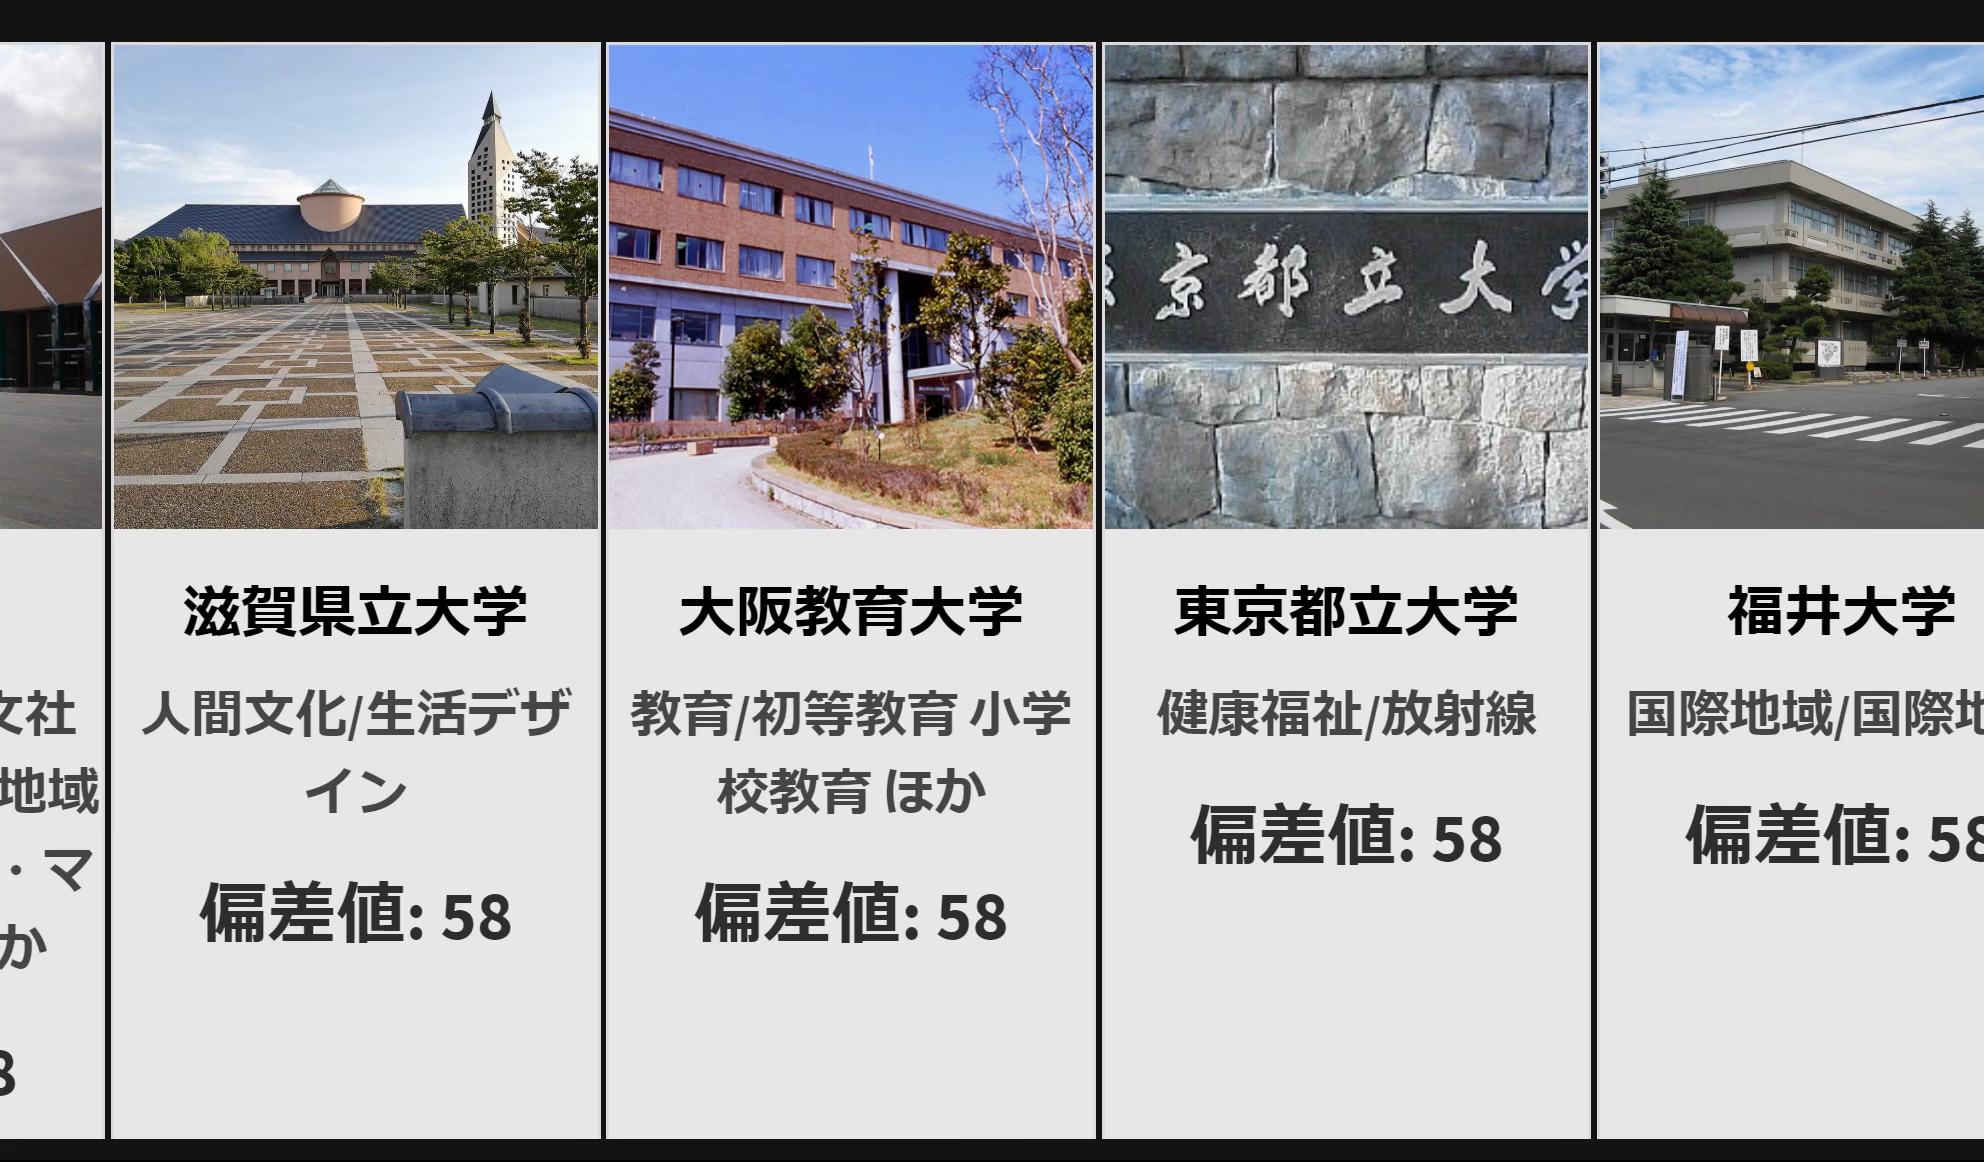 文社
地域
・マ
か
8
滋賀県立大学
人間文化/生活デザ
イン
偏差値: 58
大阪教育大学
教育/初等教育 小学
校教育 ほか
偏差値: 58
京都立大学
東京都立大学
健康福祉/放射線
偏差値: 58
福井大学
国際地域/国際地
偏差値: 58